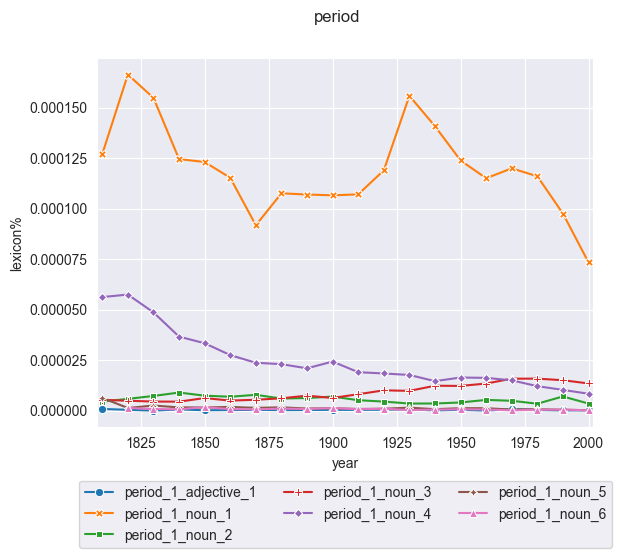 period
0.000150
0.000125
0.000100
0.000075
0.000050
0.000025
0.000000
lexicon%
1825 1850 1875 1900 1925 1950 1975 2000
year
period_1_adjective_1 period_1_noun_3 period_1_noun_5
period_1_noun_1 period_1_noun_4 period_1_noun_6
period_1_noun_2